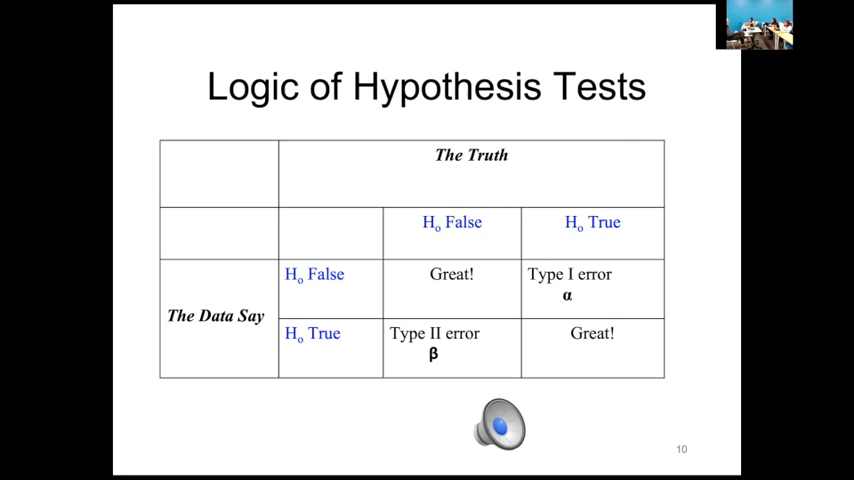 Logic of Hypothesis Tests
The Truth
Ho False
Ho True
Ho False
Great!
Type I error
α
The Data Say
Ho True
Type II error
β
Great!
10